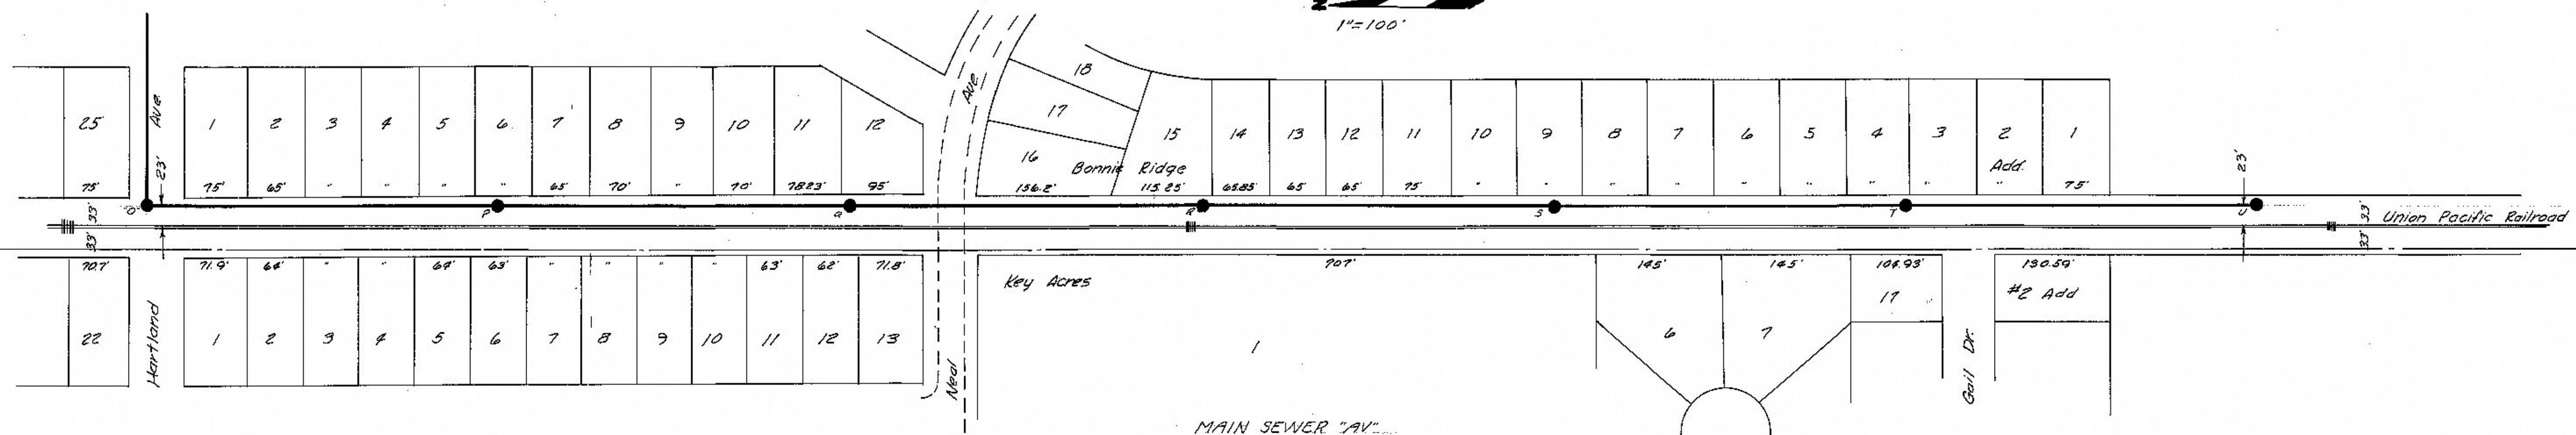 N
1"=100'
25 Ave 1 2 3 4 5 6 7 8 9 10 11 12 Ave 18 17 16 15 14 13 12 11 10 9 8 7 6 5 4 3 2 1
Bonnie Ridge Add.
75' 23' 75' 65' " " " " 65' 70' " 70' 78.23' 95' 156.2' 115.25' 65.85' 65' 65' 75' " " " " " " " " " 75' 23'
"O" P Q R S T U
33' 33' Union Pacific Railroad
33' 33'
70.7' 71.9' 64' " " 64' 63' " " " " 63' 62' 71.8' 707' 145' 145' 104.93' 130.59'
Key Acres 17 #2 Add
22 Hartland 1 2 3 4 5 6 7 8 9 10 11 12 13 Neal 1 6 7 Gail Dr.
MAIN SEWER "AV"